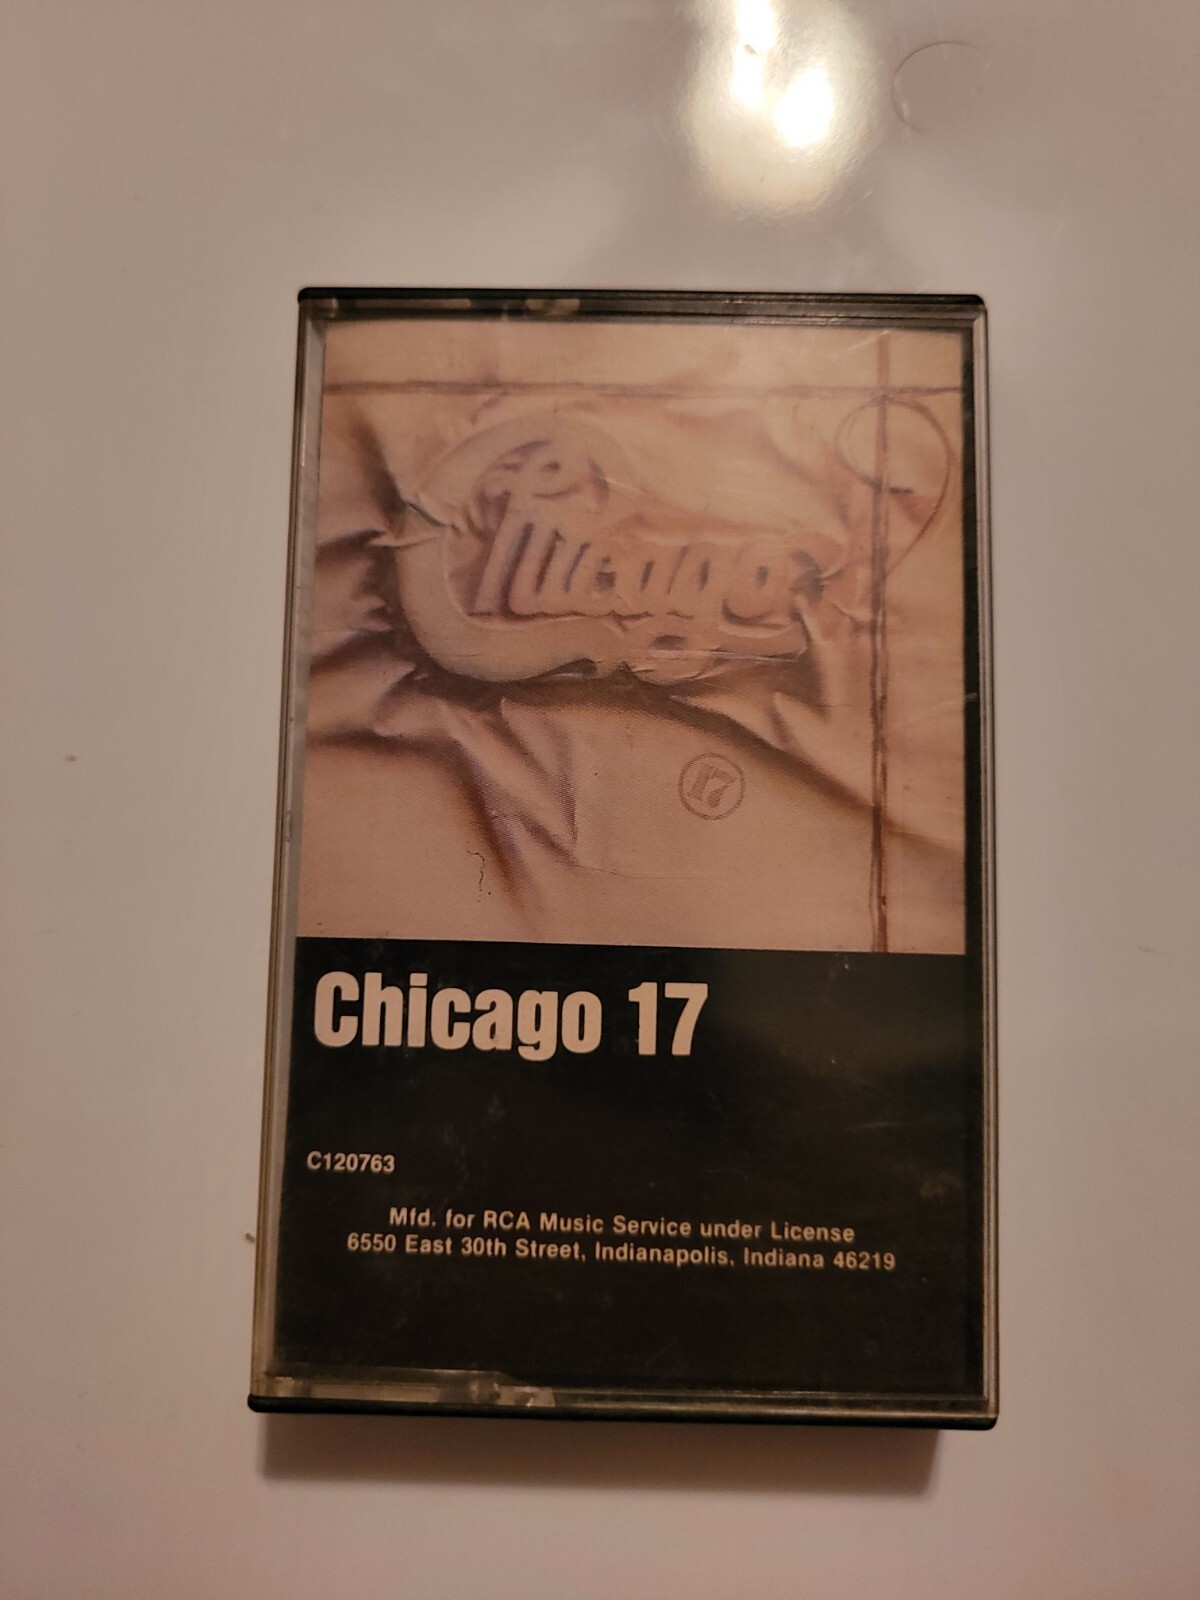 Chicago
17
Chicago 17
C120763
Mfd. for RCA Music Service under License
6550 East 30th Street, Indianapolis, Indiana 46219